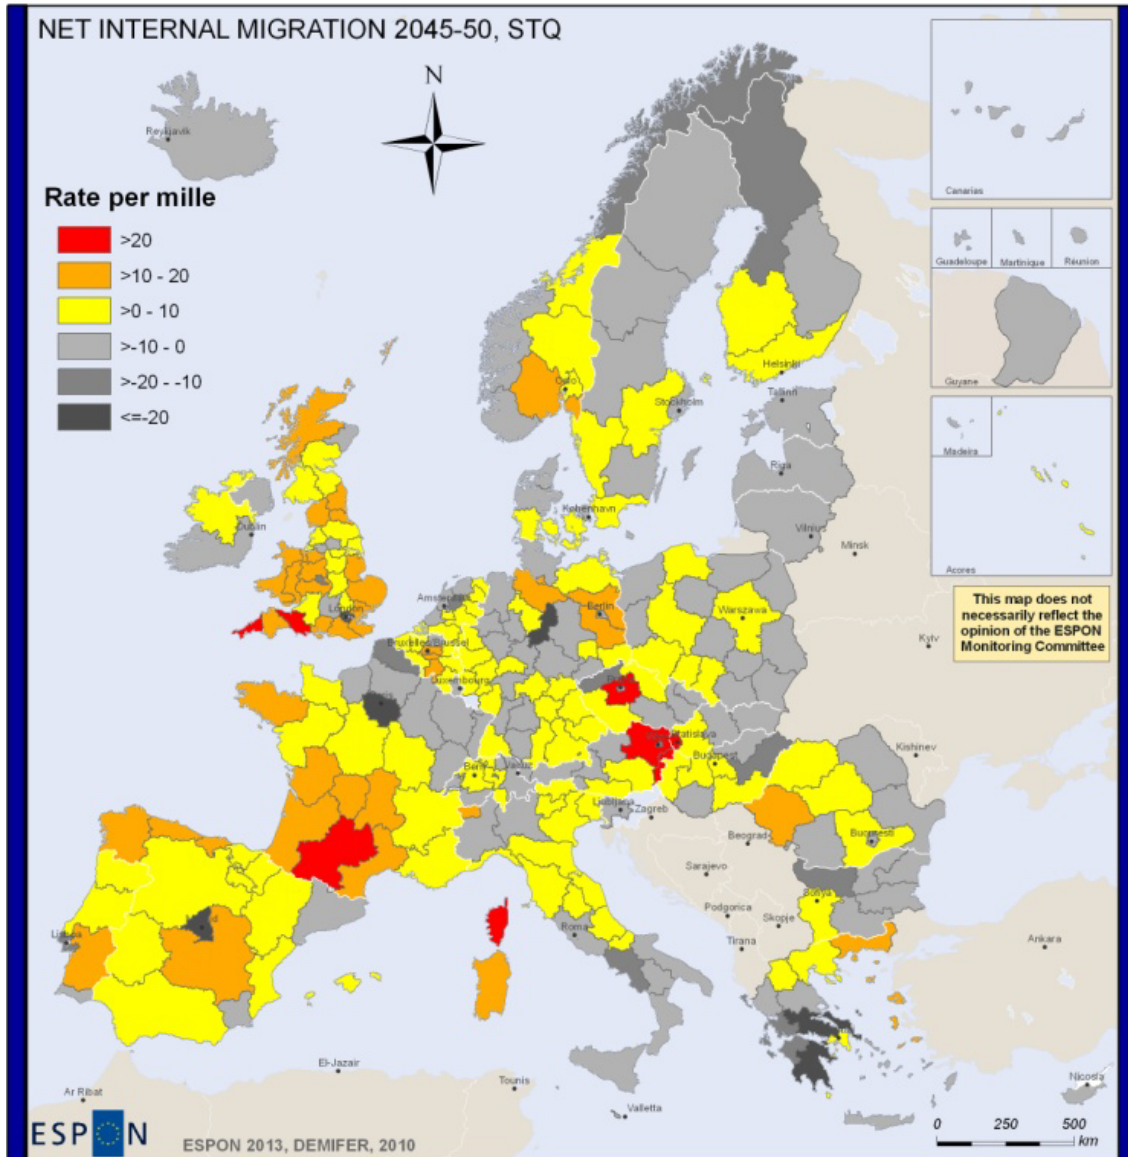 NET INTERNAL MIGRATION 2045-50, STQ
N
Reykjavik
Rate per mille
>20
>10 - 20
>0 - 10
>-10 - 0
>-20 - -10
<=-20
Canarias
Guadeloupe
Martinique
Réunion
Guyane
Madeira
Acores
This map does not
necessarily reflect the
opinion of the ESPON
Monitoring Committee
Helsinki
Oslo
Tallinn
Stockholm
Riga
København
Vilnius
Dublin
Minsk
London
Berlin
Warszawa
Bruxelles/Brussel
Kyiv
Luxembourg
Bratislava
Kishinev
Bern
Vaduz
Budapest
Ljubljana
Zagreb
Beograd
Bucuresti
Sarajevo
Sofiya
Podgorica
Skopje
Roma
Tirana
Ankara
Lisboa
El-Jazair
Tounis
Ar Ribat
Valletta
Nicosia
ESPON
ESPON 2013, DEMIFER, 2010
0 250 500
km